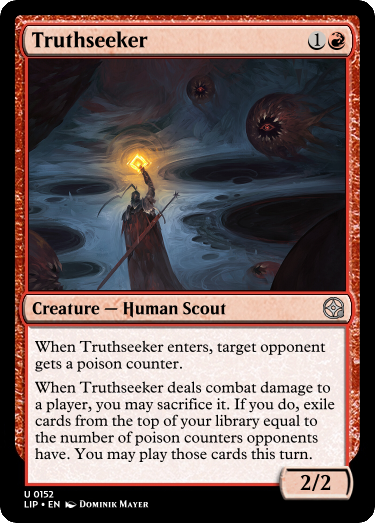 Truthseeker 1
Creature — Human Scout
When Truthseeker enters, target opponent
gets a poison counter.
When Truthseeker deals combat damage to
a player, you may sacrifice it. If you do, exile
cards from the top of your library equal to
the number of poison counters opponents
have. You may play those cards this turn.
2/2
U 0152
LIP • EN Dominik Mayer